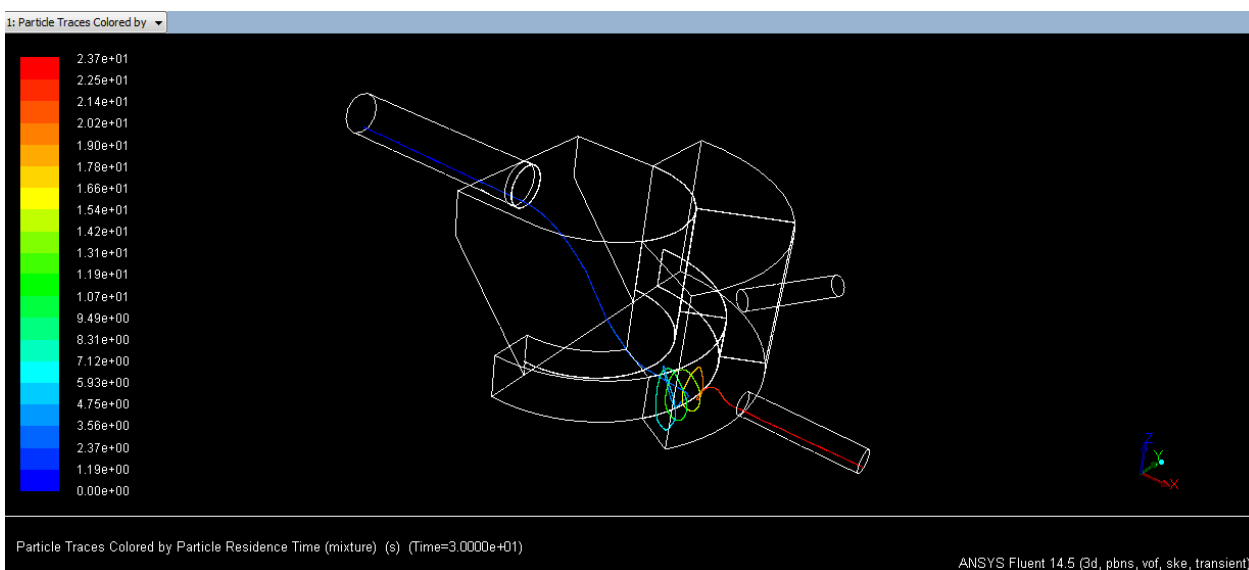 1: Particle Traces Colored by
2.37e+01
2.25e+01
2.14e+01
2.02e+01
1.90e+01
1.78e+01
1.66e+01
1.54e+01
1.42e+01
1.31e+01
1.19e+01
1.07e+01
9.49e+00
8.31e+00
7.12e+00
5.93e+00
4.75e+00
3.56e+00
2.37e+00
1.19e+00
0.00e+00
Z
Y
X
Particle Traces Colored by Particle Residence Time (mixture) (s) (Time=3.0000e+01)
ANSYS Fluent 14.5 (3d, pbns, vof, ske, transient)